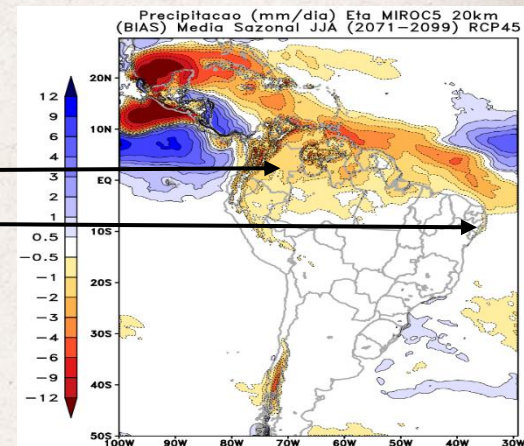 Precipitacao (mm/dia) Eta MIROC5 20km
(BIAS) Media Sazonal JJA (2071−2099) RCP45
12
9
6
4
3
2
1
0.5
−0.5
−1
−2
−3
−4
−6
−9
−12
20N
10N
EQ
10S
20S
30S
40S
50S
100W 90W 80W 70W 60W 50W 40W 30W